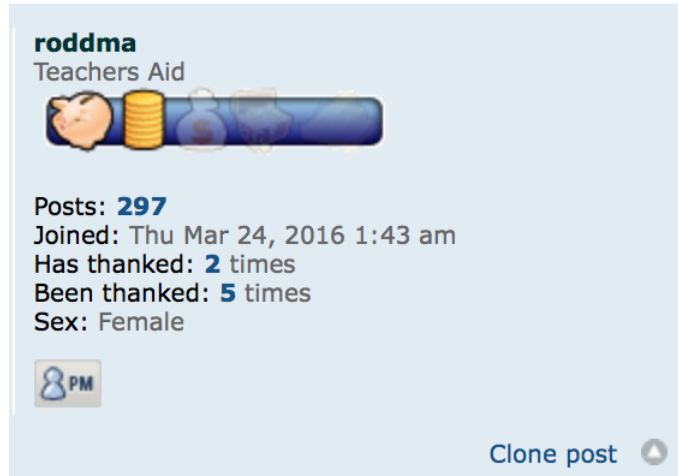 roddma
Teachers Aid
$
Posts: 297
Joined: Thu Mar 24, 2016 1:43 am
Has thanked: 2 times
Been thanked: 5 times
Sex: Female
PM
Clone post